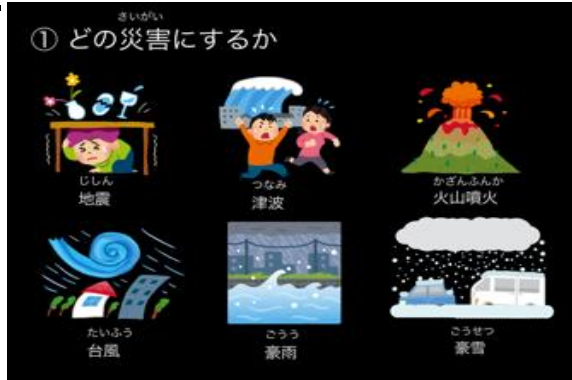 さいがい
① どの災害にするか
じしん
地震
つなみ
津波
かざんふんか
火山噴火
たいふう
台風
ごうう
豪雨
ごうせつ
豪雪